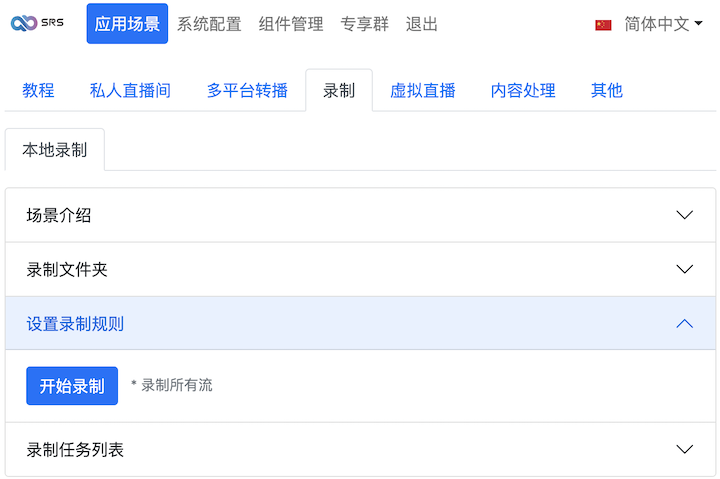 SRS 应用场景 系统配置 组件管理 专享群 退出 简体中文
教程 私人直播间 多平台转播 录制 虚拟直播 内容处理 其他
本地录制
场景介绍
录制文件夹
设置录制规则
开始录制 * 录制所有流
录制任务列表